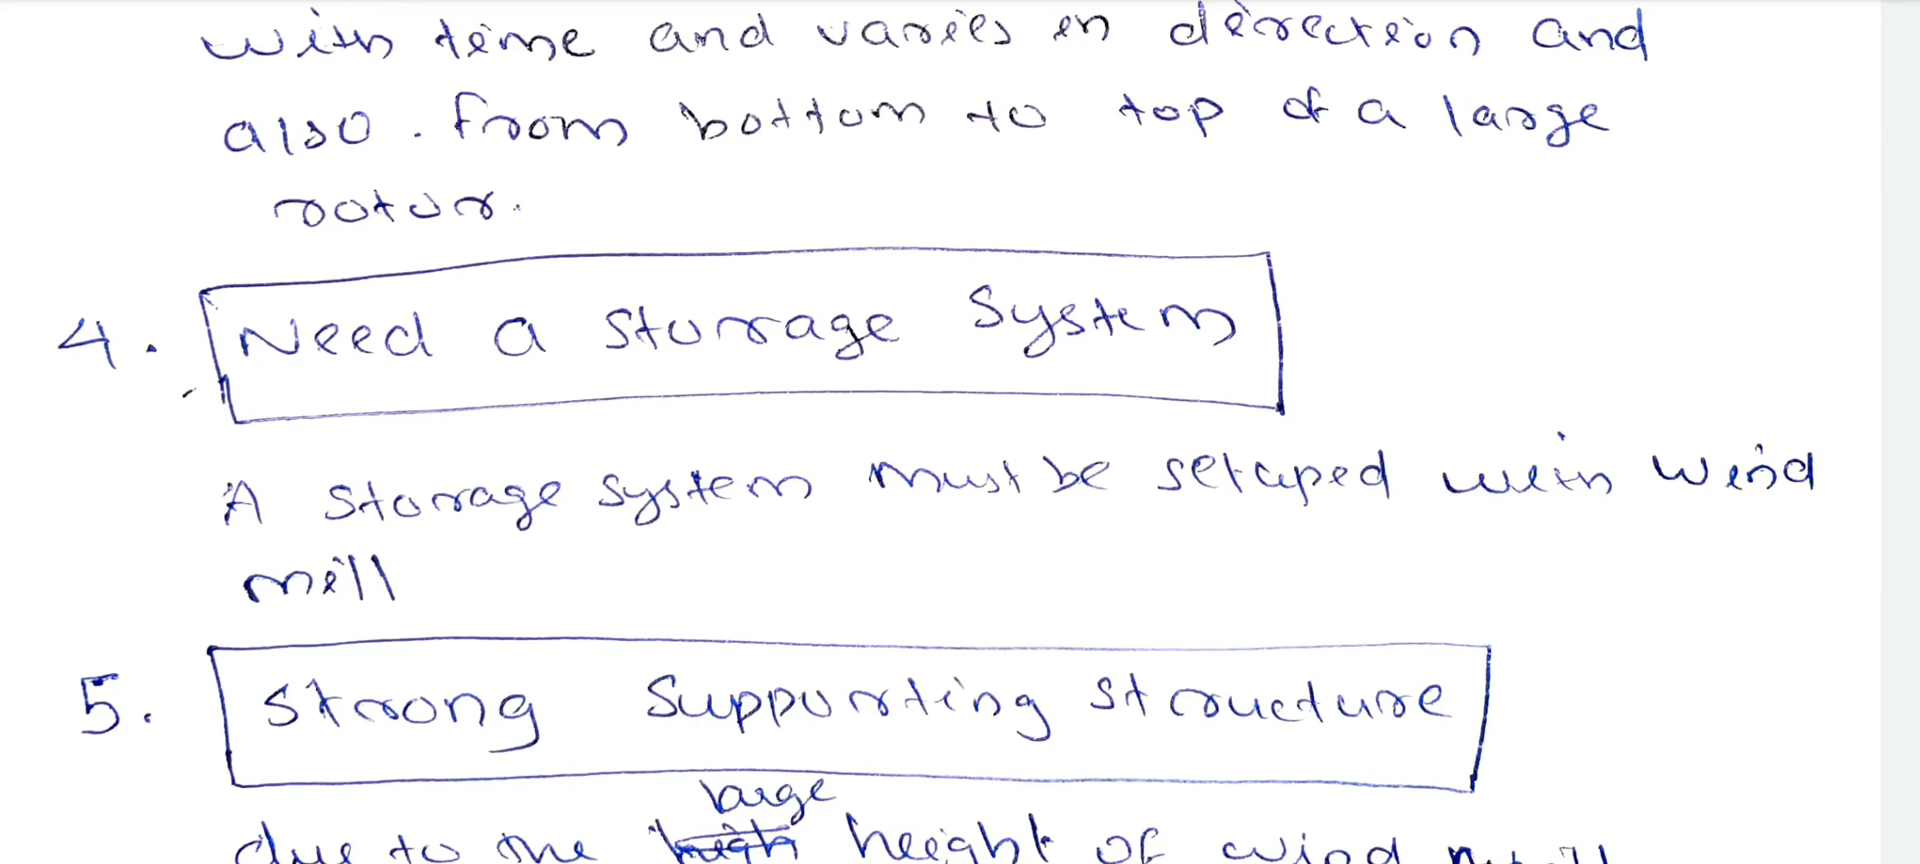 with time and varies in direction and
also. from bottom to top of a large
rotor.
4. Need a storage System
A storage system must be setuped with wind
mill
5. Strong Supporting structure
large
due to the high height of wind mill